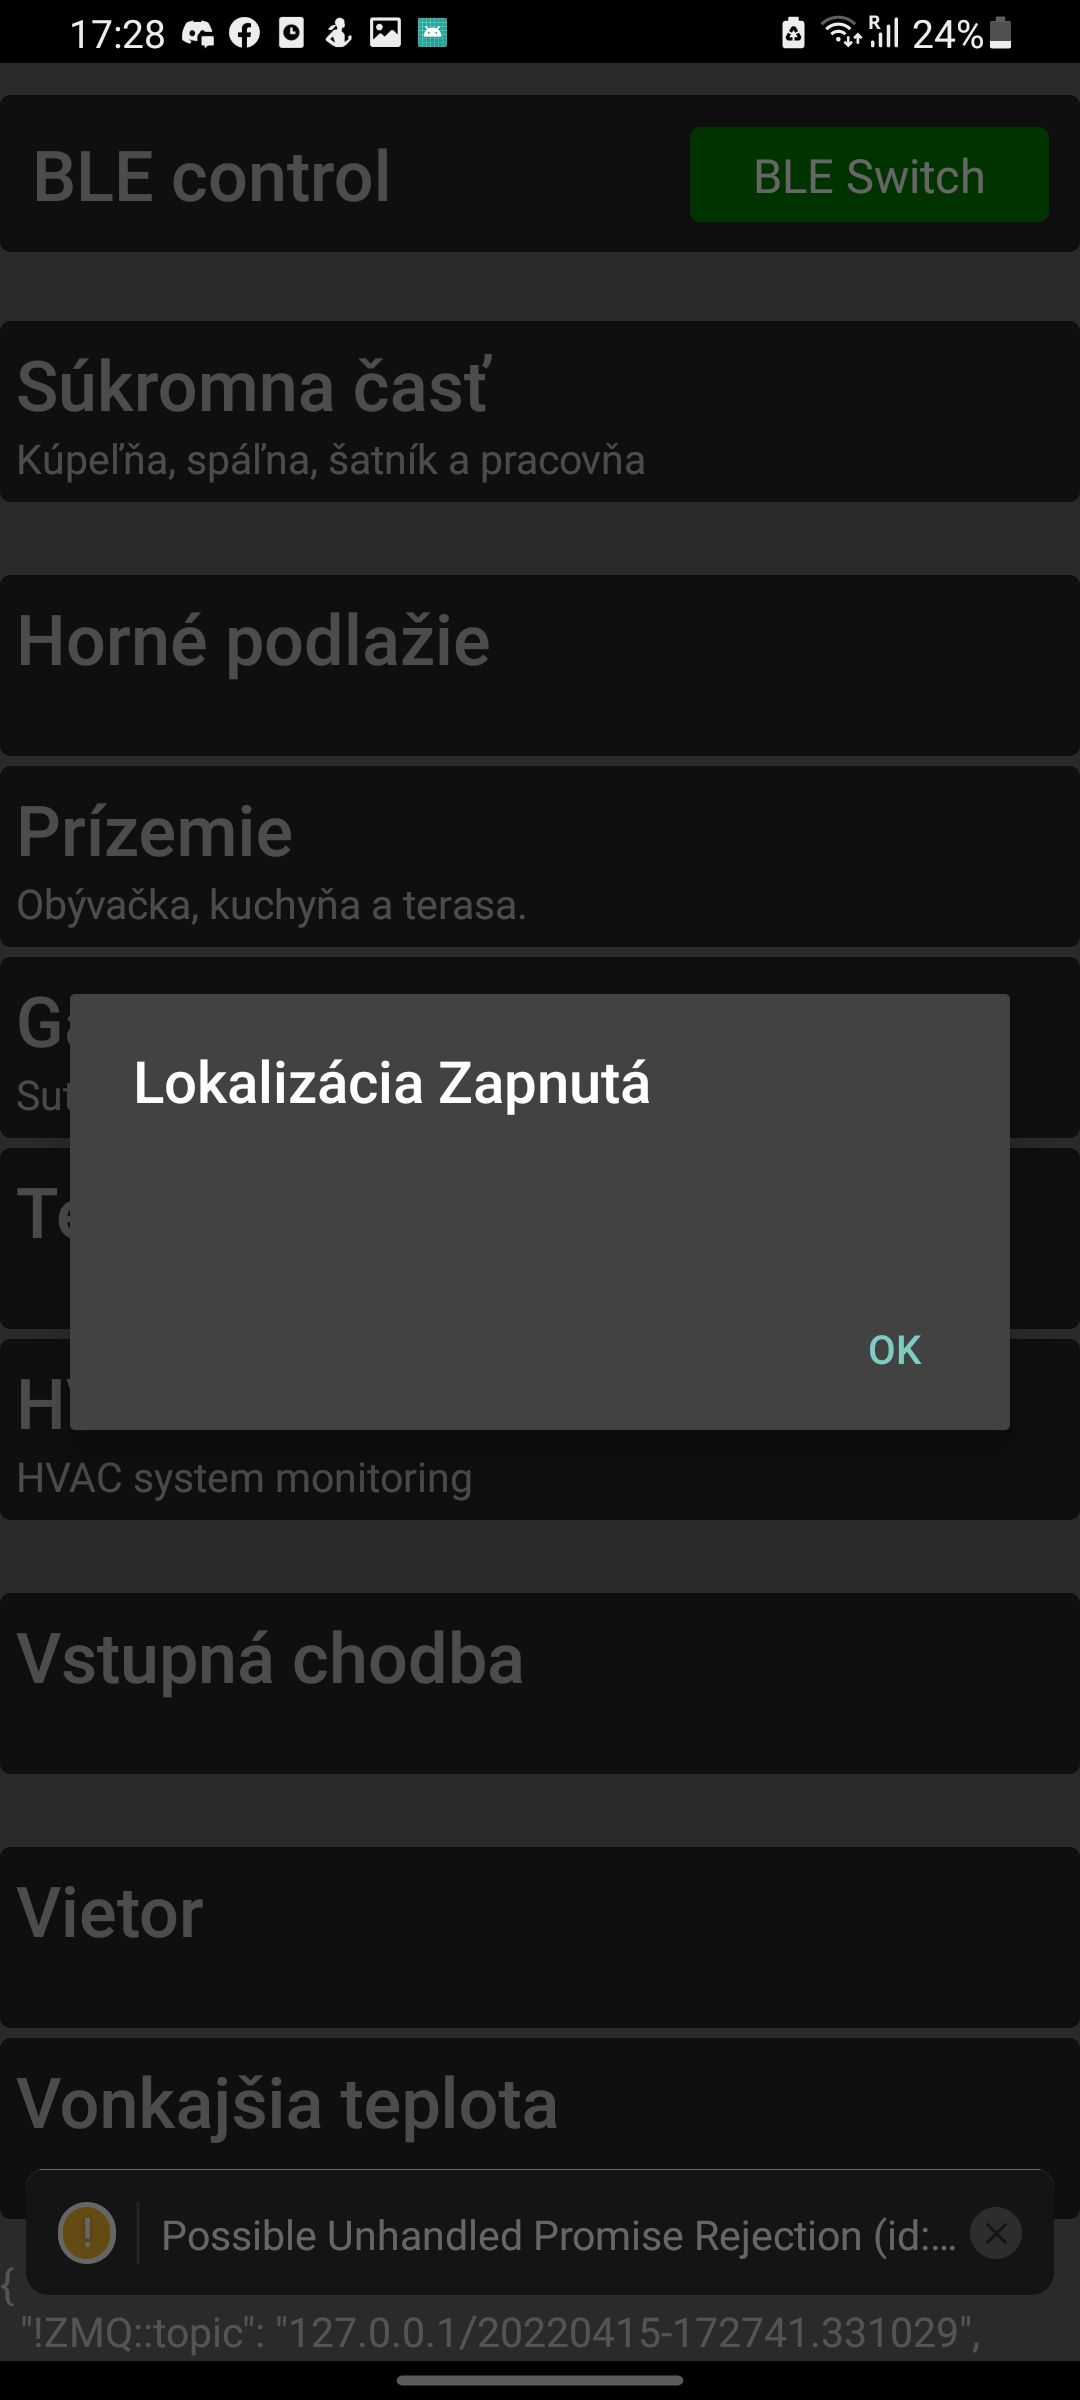 17:28
R
24%
BLE control
BLE Switch
Súkromna časť
Kúpeľňa, spáľna, šatník a pracovňa
Horné podlažie
Prízemie
Obývačka, kuchyňa a terasa.
Lokalizácia Zapnutá
OK
HVAC system monitoring
Vstupná chodba
Vietor
Vonkajšia teplota
! Possible Unhandled Promise Rejection (id:...
{
"!ZMQ::topic": "127.0.0.1/20220415-172741.331029",